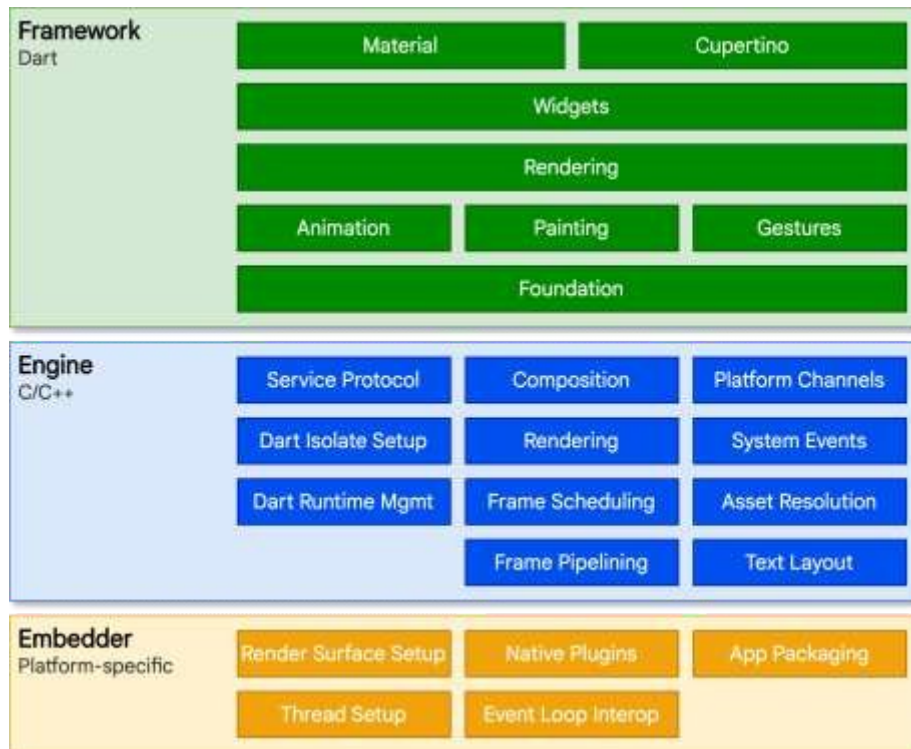 Framework
Dart
Material
Cupertino
Widgets
Rendering
Animation
Painting
Gestures
Foundation
Engine
C/C++
Service Protocol
Composition
Platform Channels
Dart Isolate Setup
Rendering
System Events
Dart Runtime Mgmt
Frame Scheduling
Asset Resolution
Frame Pipelining
Text Layout
Embedder
Platform-specific
Render Surface Setup
Native Plugins
App Packaging
Thread Setup
Event Loop Interop